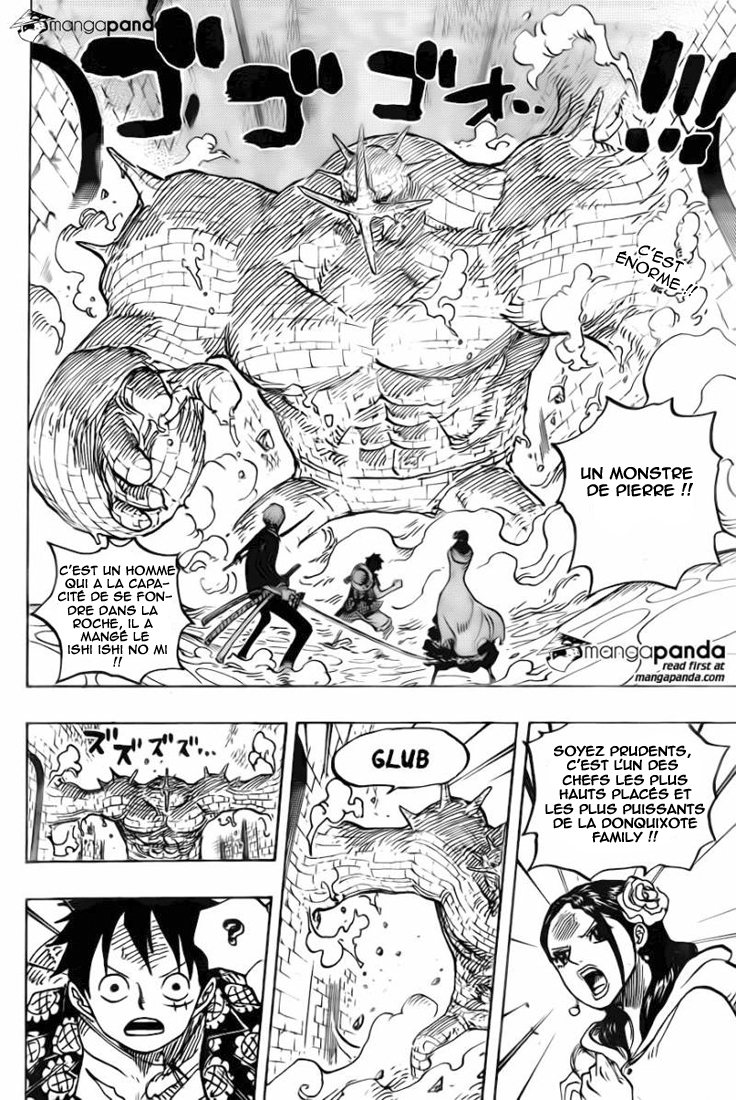 mangapanda
ゴゴゴオ..!!!
C'EST
ÉNORME !!
UN MONSTRE
DE PIERRE !!
C'EST UN HOMME
QUI A LA CAPA-
CITÉ DE SE FON-
DRE DANS LA
ROCHE, IL A
MANGÉ LE
ISHI ISHI NO MI
!!
mangapanda
read first at
mangapanda.com
ズズズズ...
GLUB
SOYEZ PRUDENTS,
C'EST L'UN DES
CHEFS LES PLUS
HAUTS PLACÉS ET
LES PLUS PUISSANTS
DE LA DONQUIXOTE
FAMILY !!
?